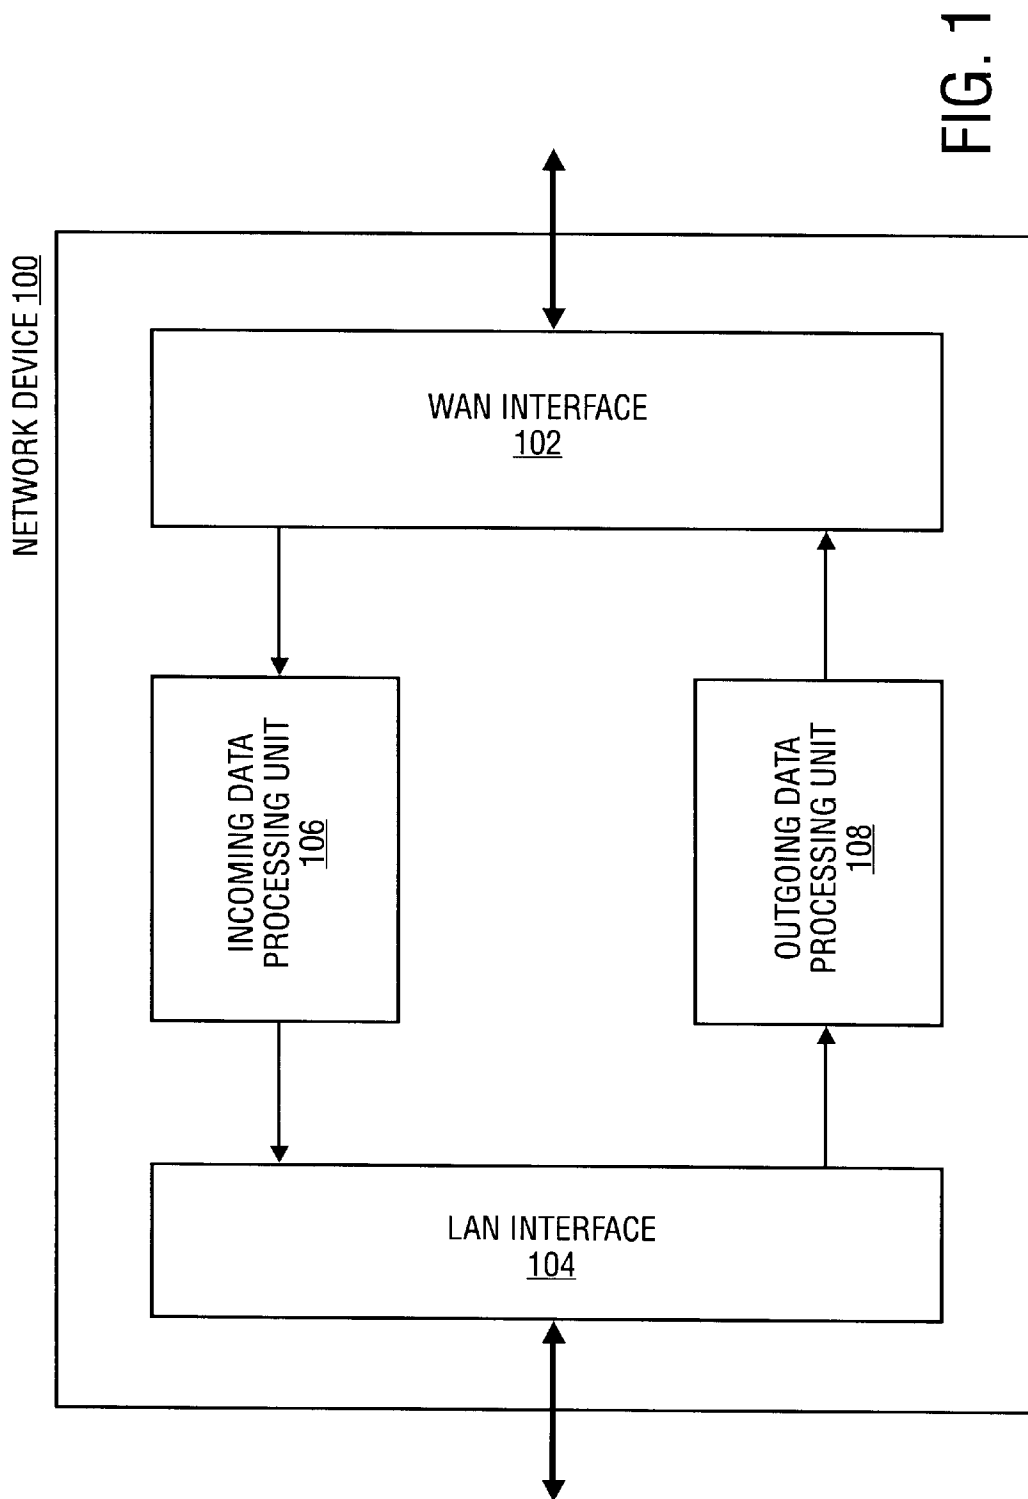 NETWORK DEVICE 100
WAN INTERFACE
102
INCOMING DATA
PROCESSING UNIT
106
OUTGOING DATA
PROCESSING UNIT
108
LAN INTERFACE
104
FIG. 1